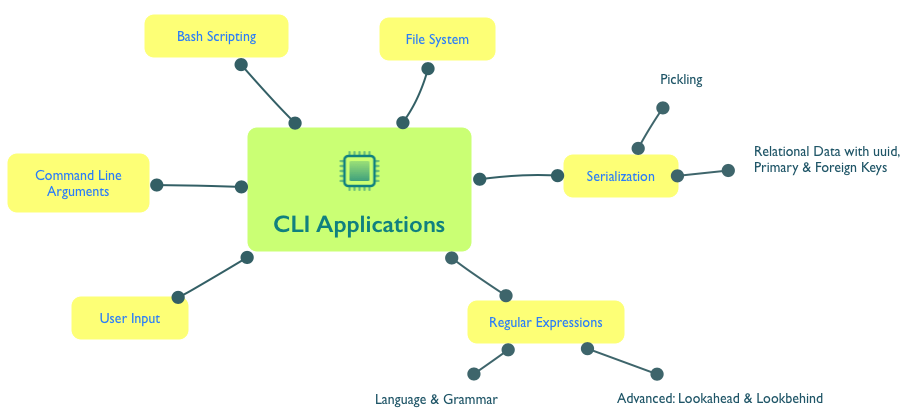 Bash Scripting
File System
Pickling
Command Line
Arguments
Relational Data with uuid,
Primary & Foreign Keys
Serialization
CLI Applications
User Input
Regular Expressions
Language & Grammar
Advanced: Lookahead & Lookbehind